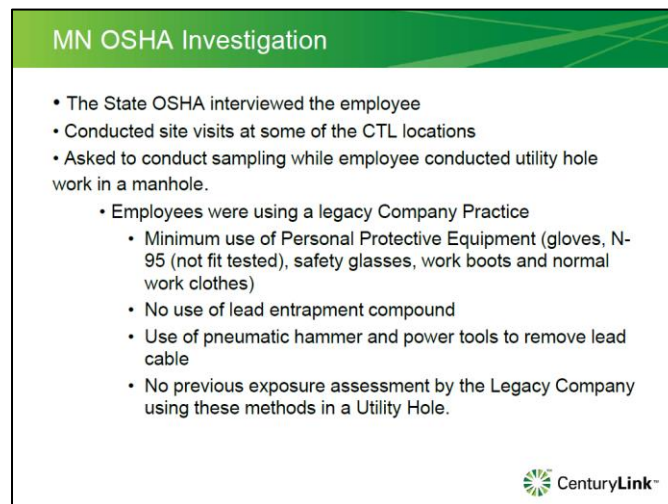 MN OSHA Investigation
• The State OSHA interviewed the employee
• Conducted site visits at some of the CTL locations
• Asked to conduct sampling while employee conducted utility hole
work in a manhole.
• Employees were using a legacy Company Practice
• Minimum use of Personal Protective Equipment (gloves, N-
95 (not fit tested), safety glasses, work boots and normal
work clothes)
• No use of lead entrapment compound
• Use of pneumatic hammer and power tools to remove lead
cable
• No previous exposure assessment by the Legacy Company
using these methods in a Utility Hole.
CenturyLink™